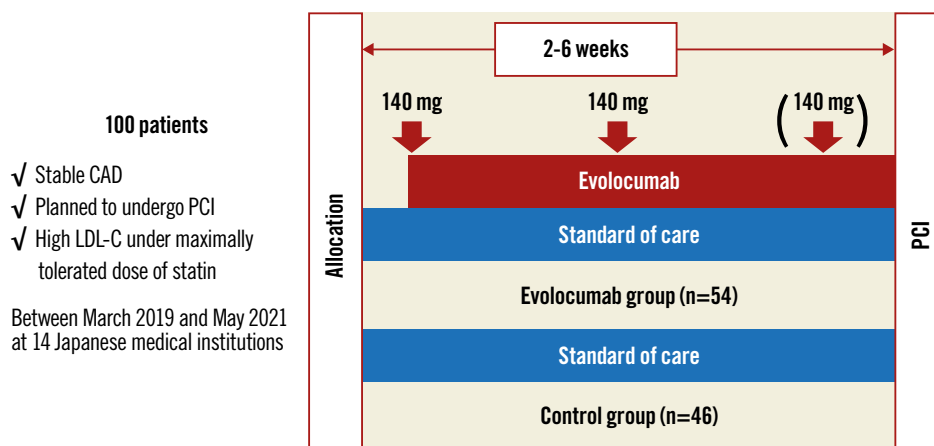 100 patients
√ Stable CAD
√ Planned to undergo PCI
√ High LDL-C under maximally
tolerated dose of statin
Between March 2019 and May 2021
at 14 Japanese medical institutions
Allocation
2-6 weeks
140 mg
140 mg
(140 mg)
Evolocumab
Standard of care
Evolocumab group (n=54)
Standard of care
Control group (n=46)
PCI